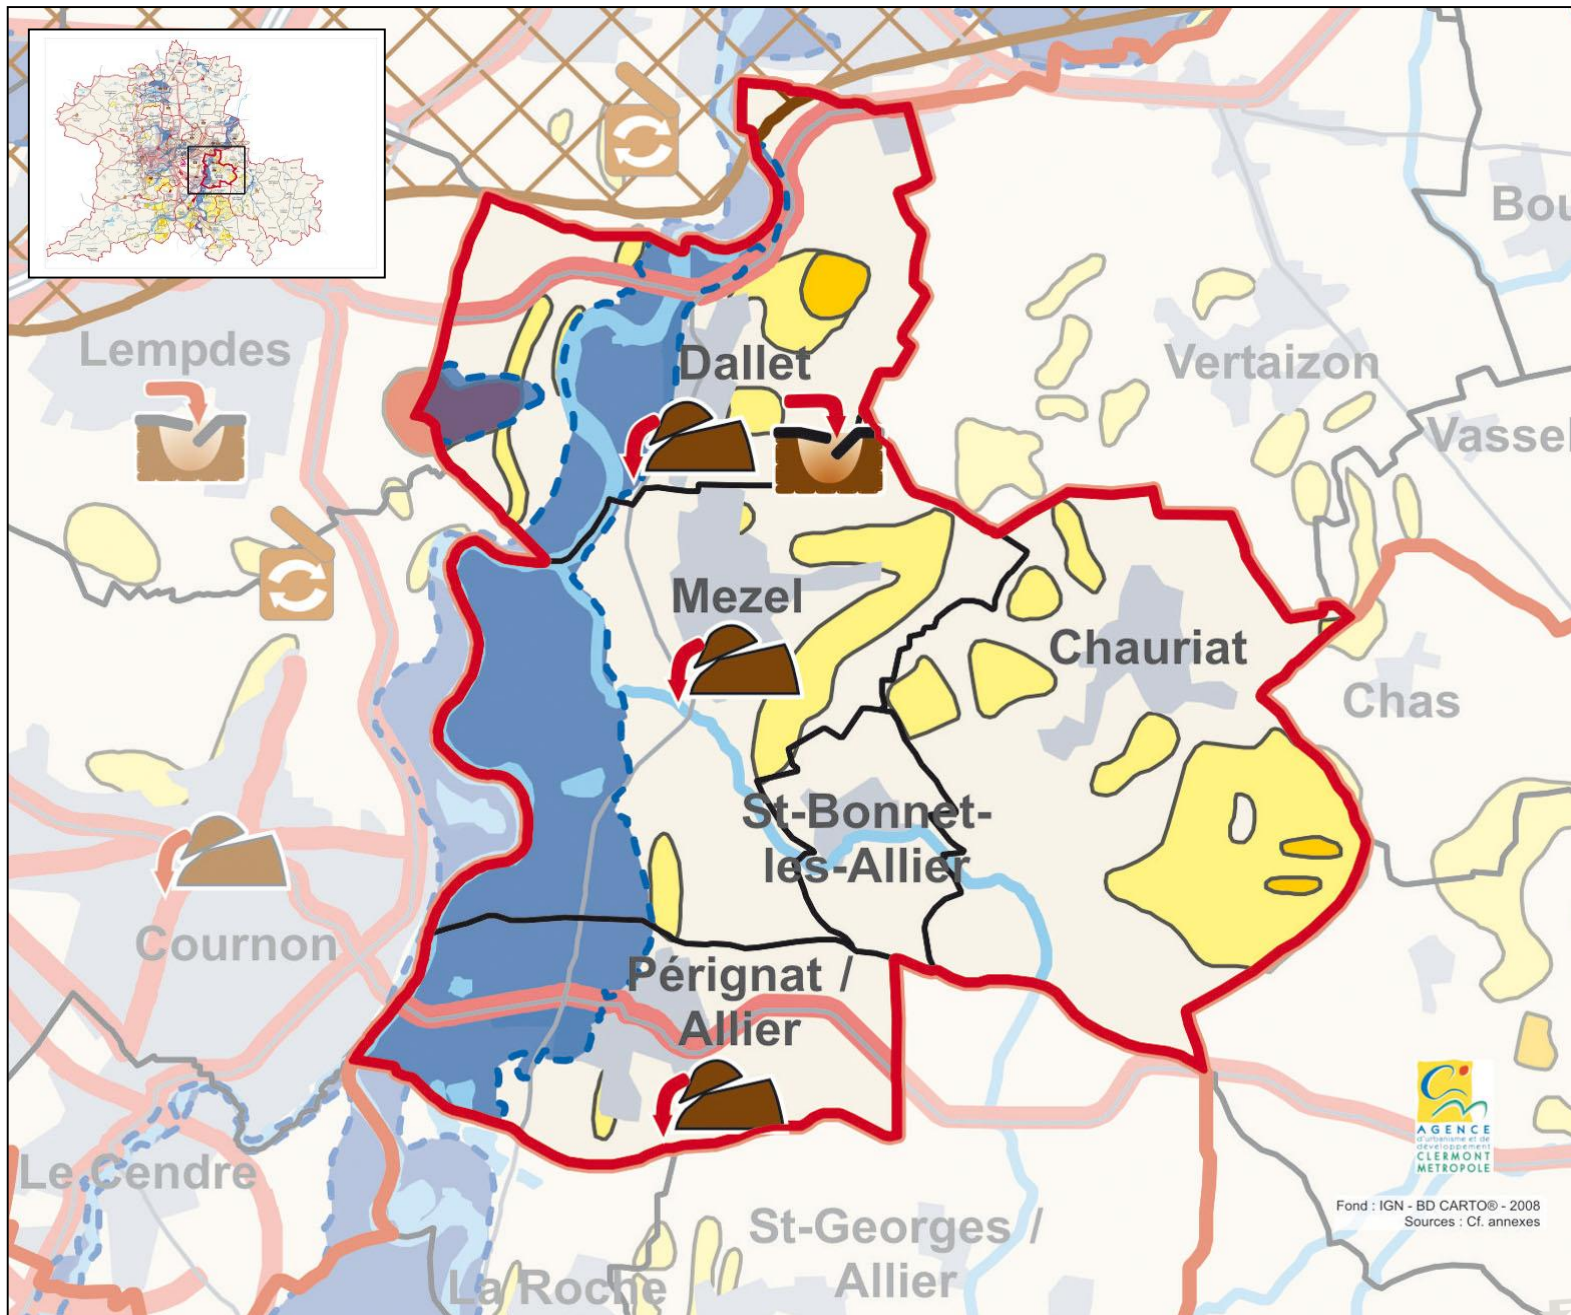 Bou
Lempdes
Dallet
Vertaizon
Vassel
Mezel
Chauriat
Chas
St-Bonnet-
les-Allier
Cournon
Pérignat /
Allier
AGENCE
d'urbanisme et de
développement
CLERMONT
METROPOLE
Le Cendre
Fond : IGN - BD CARTO® - 2008
Sources : Cf. annexes
St-Georges /
Allier
La Roche